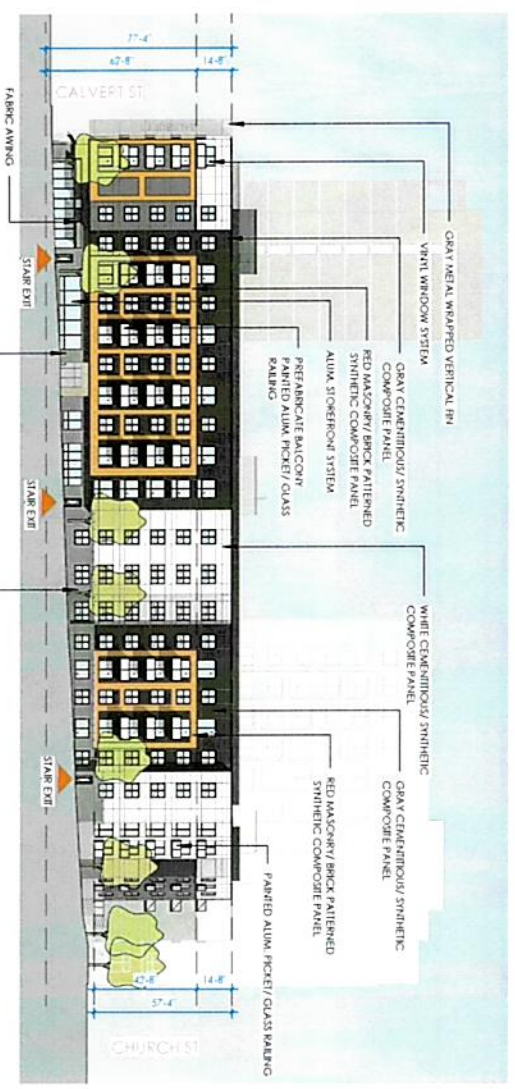 GRAY METAL WRAPPED VERTICAL FIN
VINYL WINDOW SYSTEM
GRAY CEMENTITIOUS/ SYNTHETIC
COMPOSITE PANEL
RED MASONRY/ BRICK PATTERNED
SYNTHETIC COMPOSITE PANEL
ALUM. STOREFRONT SYSTEM
PREFABRICATE BALCONY
PAINTED ALUM. PICKET/ GLASS
RAILING
WHITE CEMENTITIOUS/ SYNTHETIC
COMPOSITE PANEL
GRAY CEMENTITIOUS/ SYNTHETIC
COMPOSITE PANEL
RED MASONRY/ BRICK PATTERNED
SYNTHETIC COMPOSITE PANEL
PAINTED ALUM. PICKET/ GLASS RAILING
77'-4"
62'-8"
14'-8"
CALVERT ST.
FABRIC AWING
STAIR EXIT
STAIR EXIT
STAIR EXIT
14'-8"
42'-8"
57'-4"
CHURCH ST